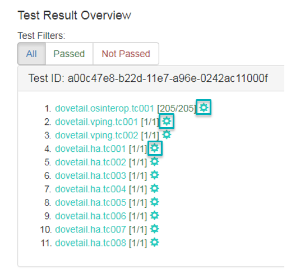 Test Result Overview
Test Filters:
All Passed Not Passed
Test ID: a00c47e8-b22d-11e7-a96e-0242ac11000f
1. dovetail.osinterop.tc001 [205/205]
2. dovetail.vping.tc001 [1/1]
3. dovetail.vping.tc002 [1/1]
4. dovetail.ha.tc001 [1/1]
5. dovetail.ha.tc002 [1/1]
6. dovetail.ha.tc003 [1/1]
7. dovetail.ha.tc004 [1/1]
8. dovetail.ha.tc005 [1/1]
9. dovetail.ha.tc006 [1/1]
10. dovetail.ha.tc007 [1/1]
11. dovetail.ha.tc008 [1/1]